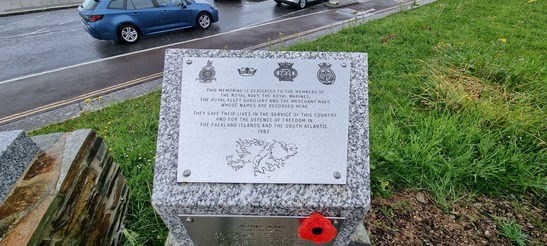 THIS MEMORIAL IS DEDICATED TO THE MEMBERS OF
THE ROYAL NAVY, THE ROYAL MARINES,
THE ROYAL FLEET AUXILIARY AND THE MERCHANT NAVY,
WHOSE NAMES ARE RECORDED HERE.
THEY GAVE THEIR LIVES IN THE SERVICE OF THIS COUNTRY
AND FOR THE DEFENCE OF FREEDOM IN
THE FALKLAND ISLANDS AND THE SOUTH ATLANTIC
1982
ROYAL NAVY